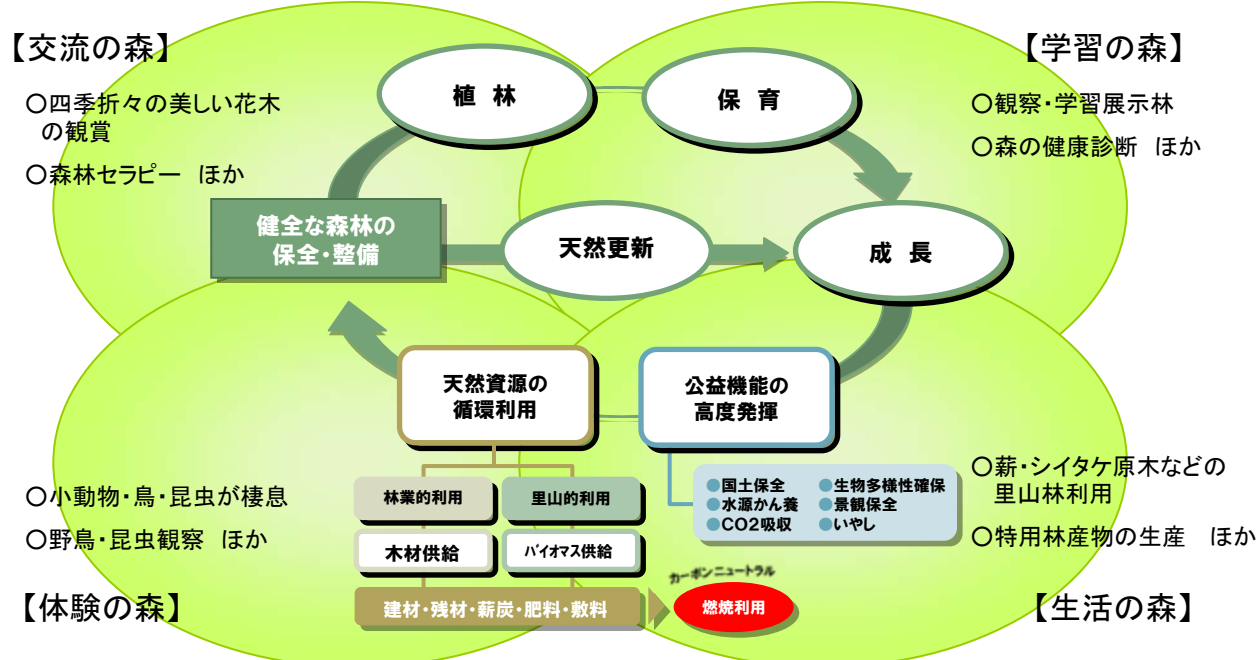 【交流の森】
○四季折々の美しい花木
の観賞
○森林セラピー ほか
【学習の森】
○観察・学習展示林
○森の健康診断 ほか
植 林
保 育
健全な森林の
保全・整備
天然更新
成 長
天然資源の
循環利用
公益機能の
高度発揮
林業的利用
里山的利用
木材供給
バイオマス供給
建材・残材・薪炭・肥料・敷料
カーボンニュートラル
燃焼利用
●国土保全
●水源かん養
●CO2吸収
●生物多様性確保
●景観保全
●いやし
○小動物・鳥・昆虫が棲息
○野鳥・昆虫観察 ほか
【体験の森】
○薪・シイタケ原木などの
里山林利用
○特用林産物の生産 ほか
【生活の森】